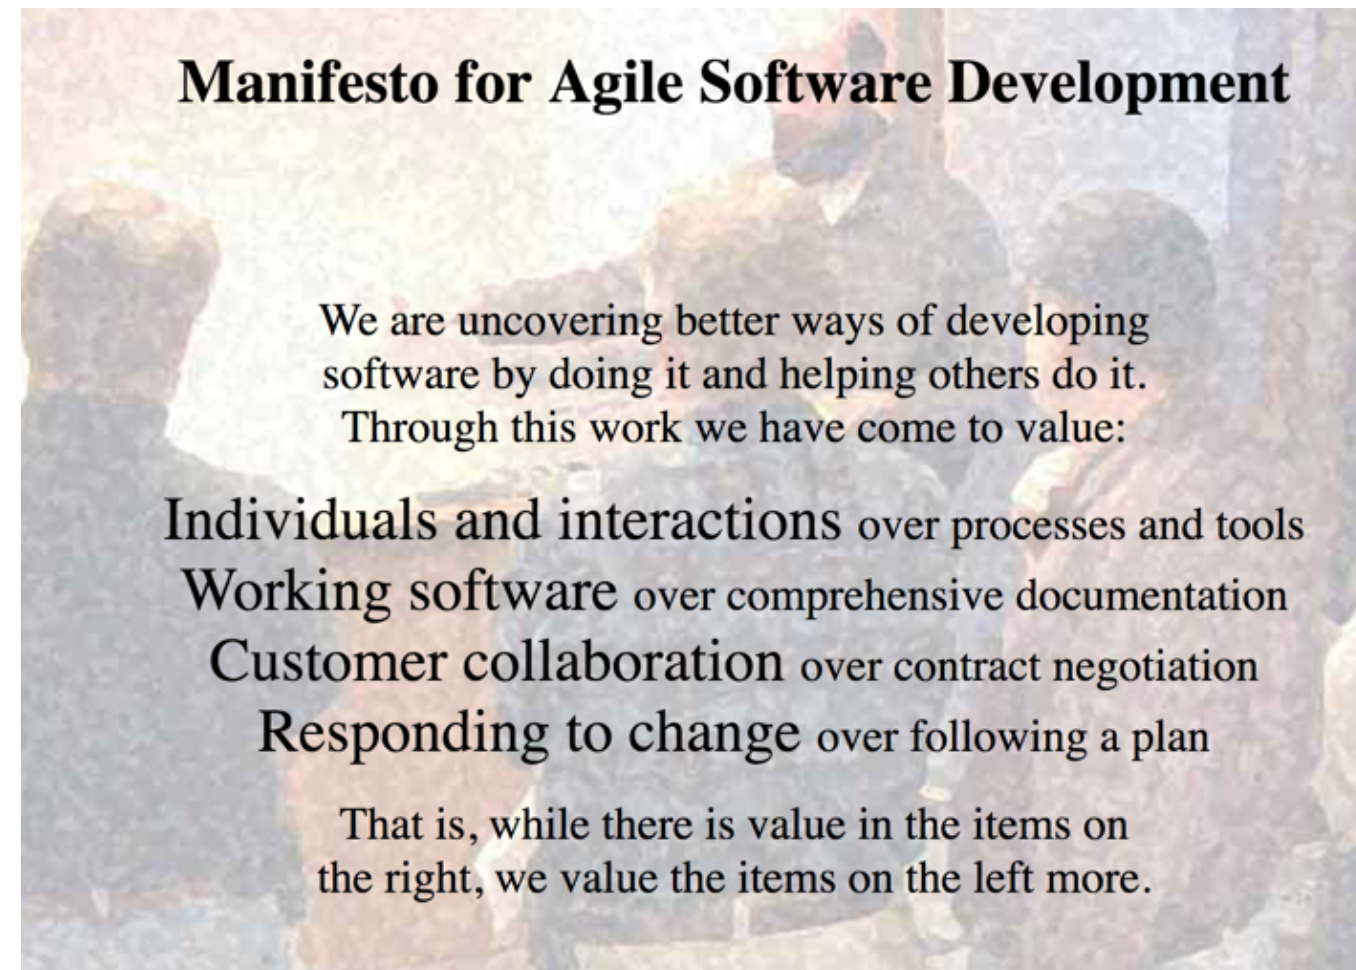 Manifesto for Agile Software Development
We are uncovering better ways of developing
software by doing it and helping others do it.
Through this work we have come to value:
Individuals and interactions over processes and tools
Working software over comprehensive documentation
Customer collaboration over contract negotiation
Responding to change over following a plan
That is, while there is value in the items on
the right, we value the items on the left more.